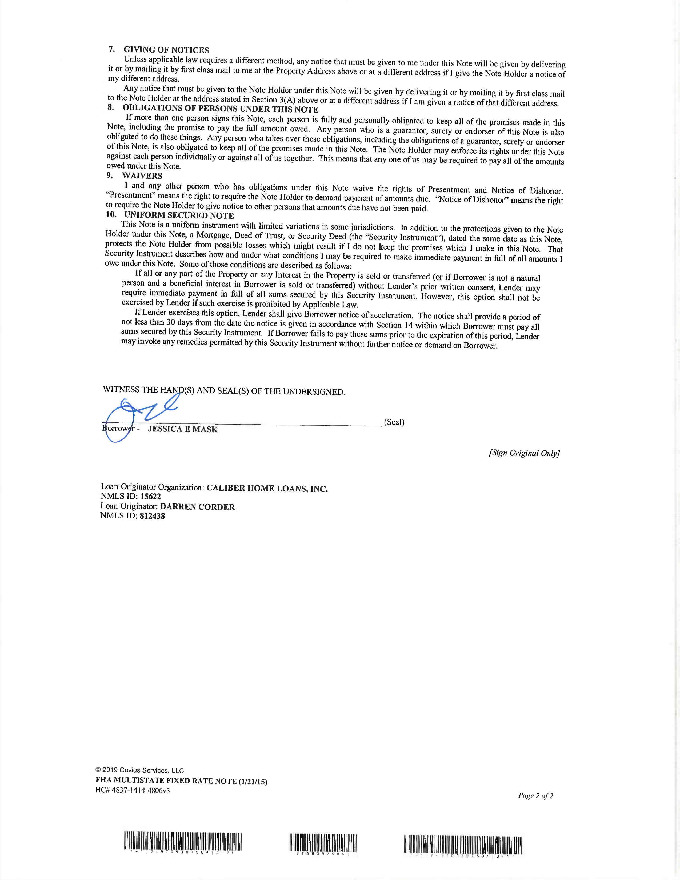 7. GIVING OF NOTICES
Unless applicable law requires a different method, any notice that must be given to me under this Note will be given by delivering
it or by mailing it by first class mail to me at the Property Address above or at a different address if I give the Note Holder a notice of
my different address.
Any notice that must be given to the Note Holder under this Note will be given by delivering it or by mailing it by first class mail
to the Note Holder at the address stated in Section 3(A) above or at a different address if I am given a notice of that different address.
8. OBLIGATIONS OF PERSONS UNDER THIS NOTE
If more than one person signs this Note, each person is fully and personally obligated to keep all of the promises made in this
Note, including the promise to pay the full amount owed. Any person who is a guarantor, surety or endorser of this Note is also
obligated to do these things. Any person who takes over these obligations, including the obligations of a guarantor, surety or endorser
of this Note, is also obligated to keep all of the promises made in this Note. The Note Holder may enforce its rights under this Note
against each person individually or against all of us together. This means that any one of us may be required to pay all of the amounts
owed under this Note.
9. WAIVERS
I and any other person who has obligations under this Note waive the rights of Presentment and Notice of Dishonor.
"Presentment" means the right to require the Note Holder to demand payment of amounts due. "Notice of Dishonor" means the right
to require the Note Holder to give notice to other persons that amounts due have not been paid.
10. UNIFORM SECURED NOTE
This Note is a uniform instrument with limited variations in some jurisdictions. In addition to the protections given to the Note
Holder under this Note, a Mortgage, Deed of Trust, or Security Deed (the "Security Instrument"), dated the same date as this Note,
protects the Note Holder from possible losses which might result if I do not keep the promises which I make in this Note. That
Security Instrument describes how and under what conditions I may be required to make immediate payment in full of all amounts I
owe under this Note. Some of those conditions are described as follows:
If all or any part of the Property or any Interest in the Property is sold or transferred (or if Borrower is not a natural
person and a beneficial interest in Borrower is sold or transferred) without Lender's prior written consent, Lender may
require immediate payment in full of all sums secured by this Security Instrument. However, this option shall not be
exercised by Lender if such exercise is prohibited by Applicable Law.
If Lender exercises this option, Lender shall give Borrower notice of acceleration. The notice shall provide a period of
not less than 30 days from the date the notice is given in accordance with Section 14 within which Borrower must pay all
sums secured by this Security Instrument. If Borrower fails to pay these sums prior to the expiration of this period, Lender
may invoke any remedies permitted by this Security Instrument without further notice or demand on Borrower.
WITNESS THE HAND(S) AND SEAL(S) OF THE UNDERSIGNED.
(Seal)
Borrower - JESSICA E MASK
[Sign Original Only]
Loan Originator Organization: CALIBER HOME LOANS, INC.
NMLS ID: 15622
Loan Originator: DARREN CORDER
NMLS ID: 812438
© 2019 Covius Services, LLC
FHA MULTISTATE FIXED RATE NOTE (1/21/15)
Page 2 of 2